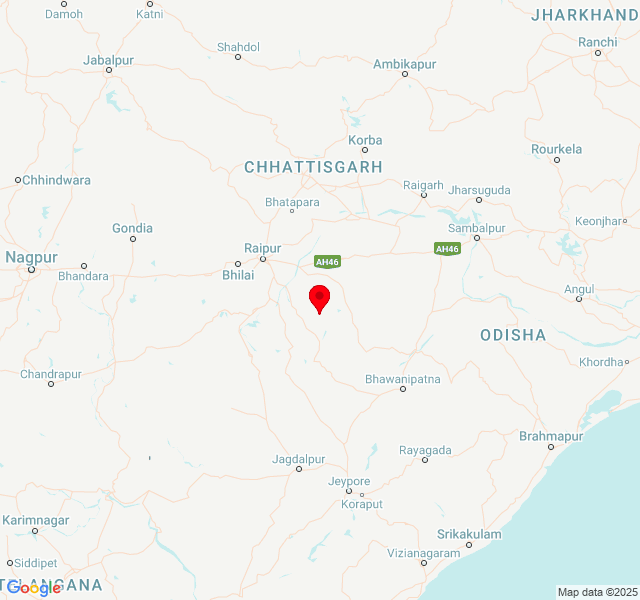 Damoh
Katni
JHARKHAND
Ranchi
Shahdol
Jabalpur
Ambikapur
Korba
Rourkela
CHHATTISGARH
Chhindwara
Raigarh
Jharsuguda
Bhatapara
Keonjhar
Gondia
Sambalpur
Raipur
AH46
Nagpur
AH46
Bhandara
Bhilai
Angul
ODISHA
Khordha
Chandrapur
Bhawanipatna
Brahmapur
Jagdalpur
Rayagada
Jeypore
Koraput
Karimnagar
Srikakulam
Vizianagaram
Siddipet
TELANGANA
Google
Map data ©2025